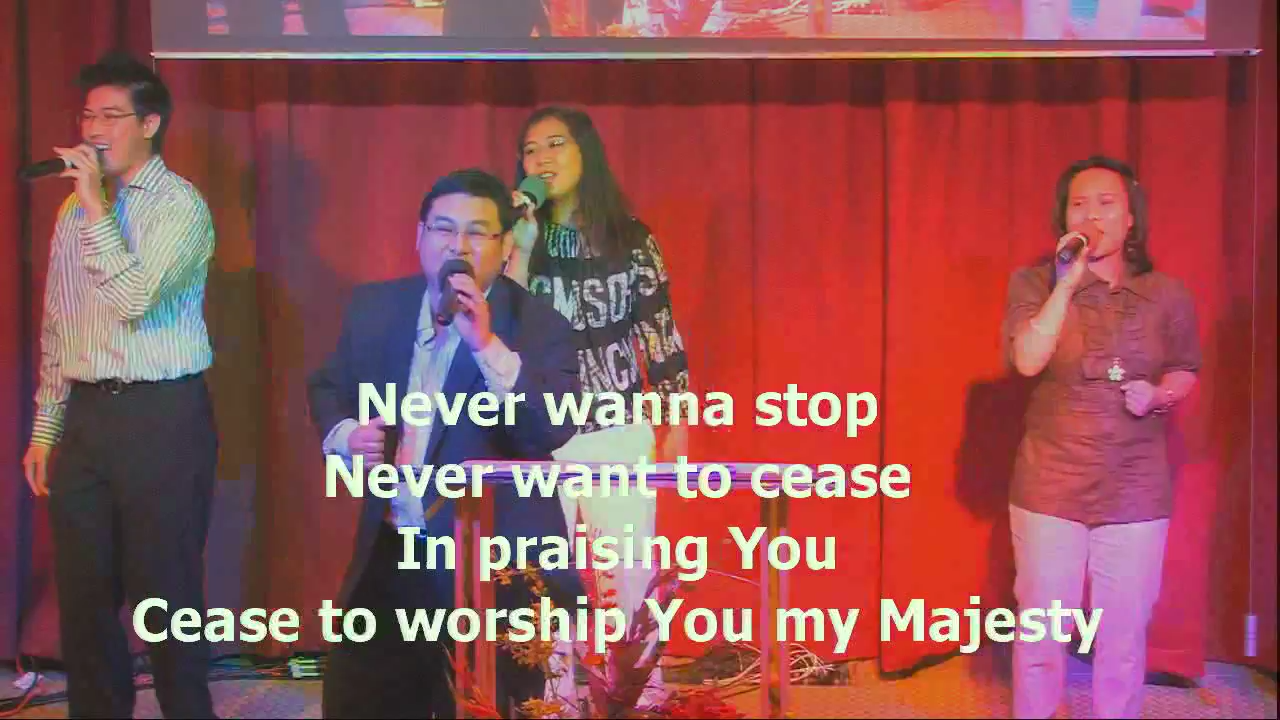 Never wanna stop
Never want to cease
In praising You
Cease to worship You my Majesty